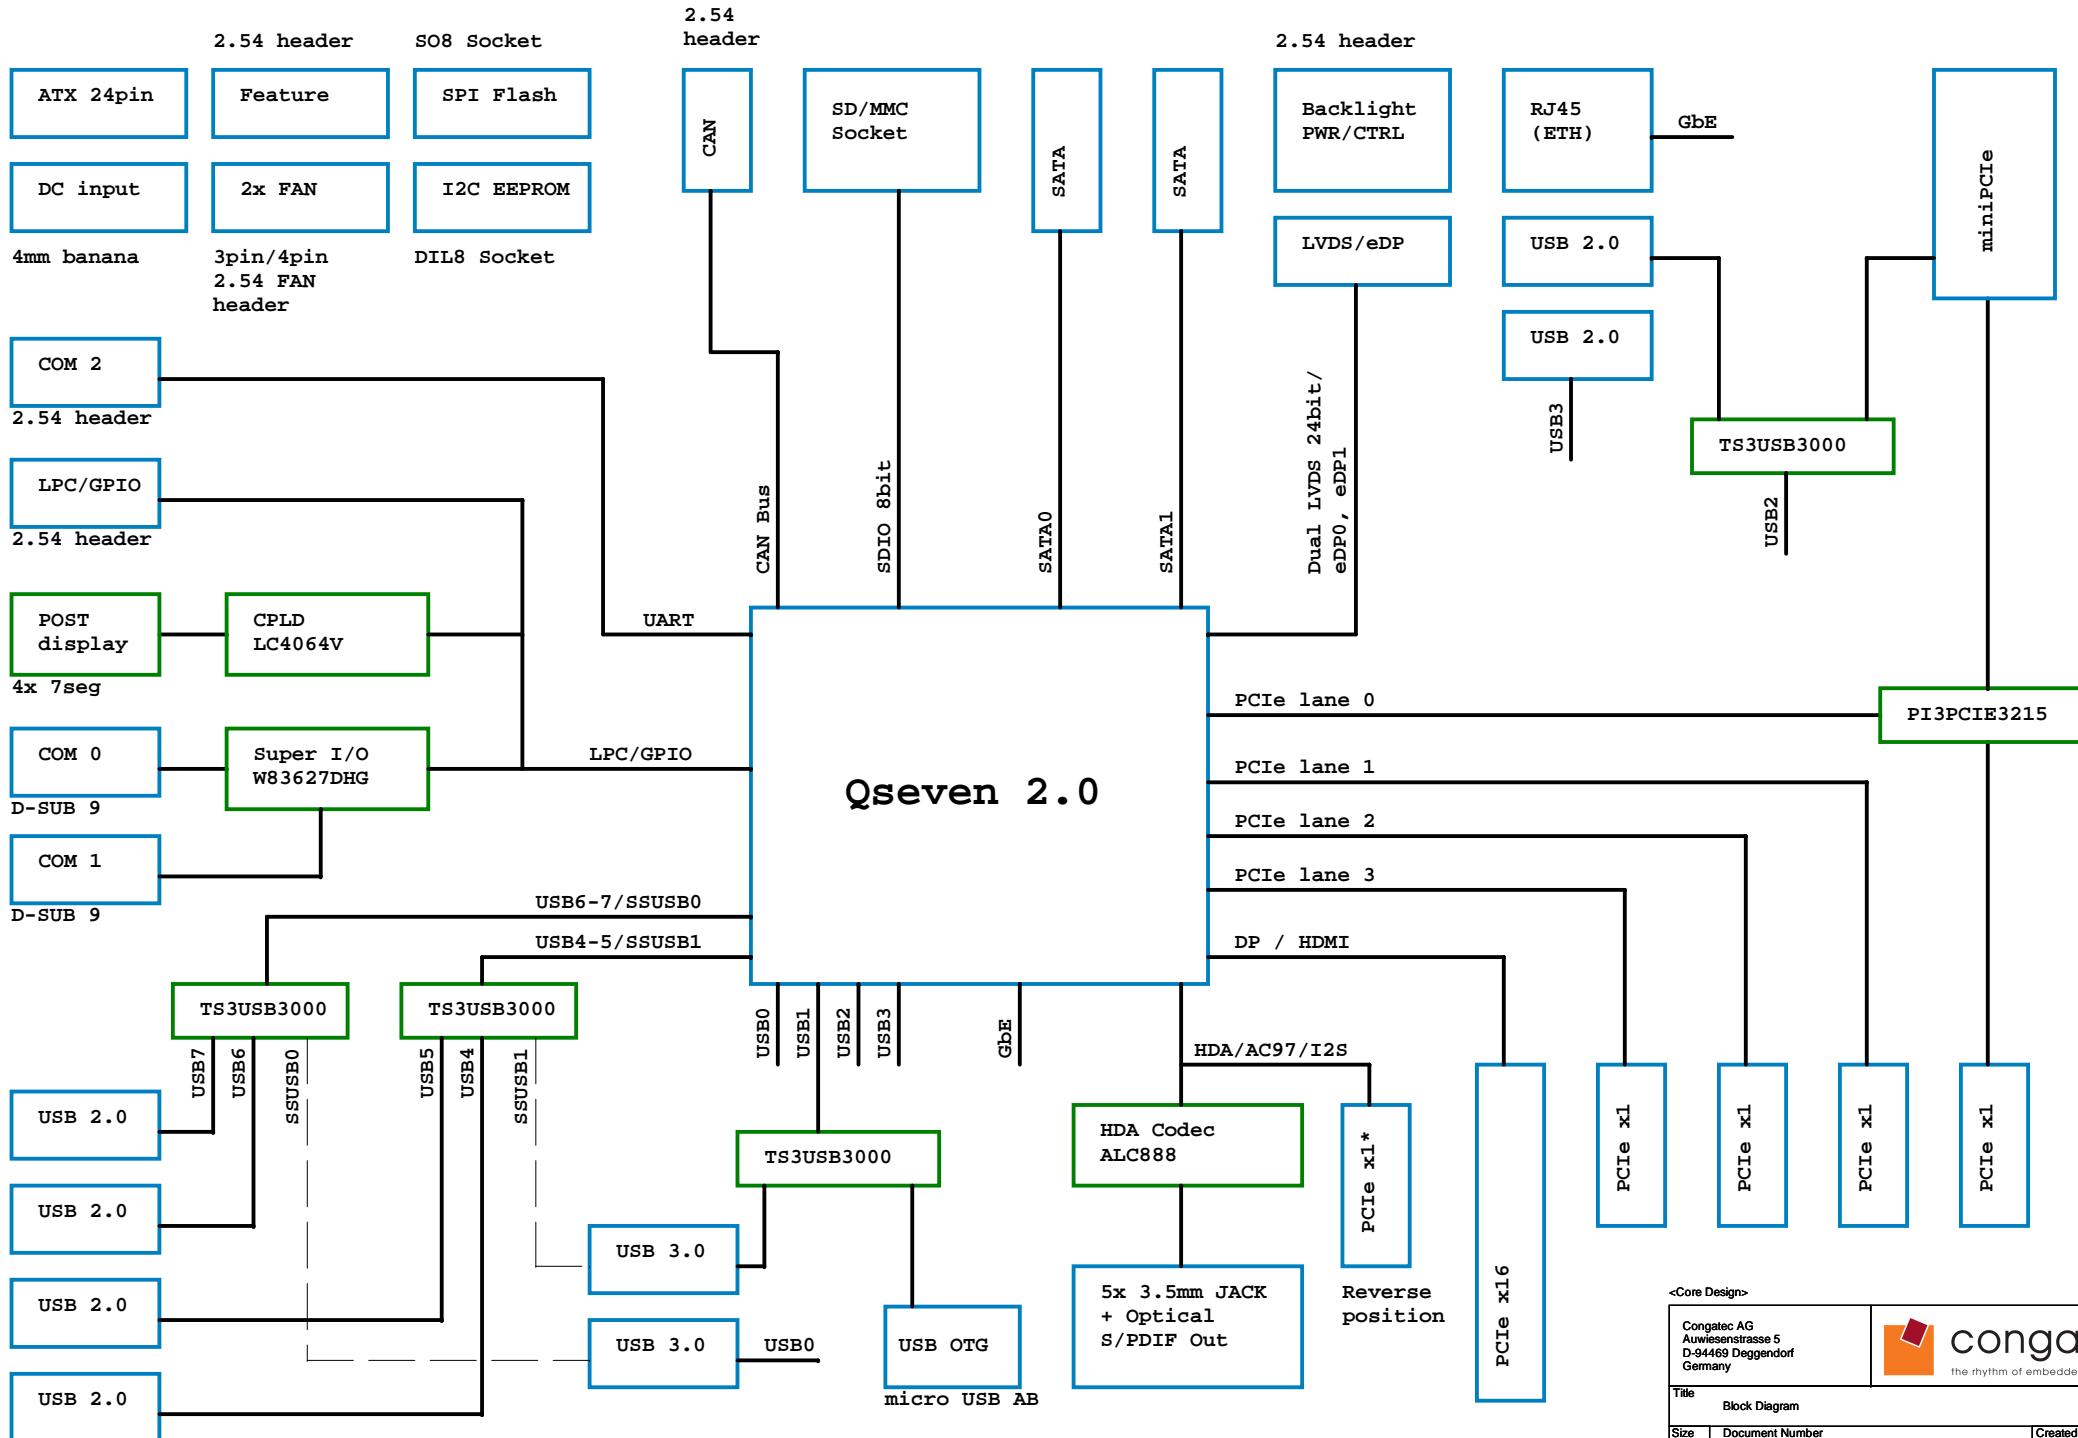 2.54 header
SO8 Socket
2.54
header
2.54 header
ATX 24pin
Feature
SPI Flash
CAN
SD/MMC
Socket
SATA
SATA
Backlight
PWR/CTRL
RJ45
(ETH)
GbE
miniPCIe
DC input
2x FAN
I2C EEPROM
LVDS/eDP
USB 2.0
4mm banana
3pin/4pin
2.54 FAN
header
DIL8 Socket
USB 2.0
COM 2
2.54 header
USB3
TS3USB3000
USB2
LPC/GPIO
2.54 header
CAN Bus
SDIO 8bit
SATA0
SATA1
Dual LVDS 24bit/
eDP0, eDP1
POST
display
4x 7seg
CPLD
LC4064V
UART
PCIe lane 0
PI3PCIE3215
COM 0
D-SUB 9
Super I/O
W83627DHG
LPC/GPIO
Qseven 2.0
PCIe lane 1
PCIe lane 2
PCIe lane 3
COM 1
D-SUB 9
USB6-7/SSUSB0
USB4-5/SSUSB1
DP / HDMI
TS3USB3000
TS3USB3000
USB7
USB6
SSUSB0
USB5
USB4
SSUSB1
USB0
USB1
USB2
USB3
GbE
HDA/AC97/I2S
USB 2.0
USB 2.0
USB 2.0
USB 2.0
TS3USB3000
HDA Codec
ALC888
PCIe x1*
Reverse
position
PCIe x16
PCIe x1
PCIe x1
PCIe x1
PCIe x1
USB 3.0
USB 3.0
USB0
USB OTG
micro USB AB
5x 3.5mm JACK
+ Optical
S/PDIF Out
<Core Design>
Congatec AG
Auwiesenstrasse 5
D-94469 Deggendorf
Germany
conga
the rhythm of embedde
Title
Block Diagram
Size
Document Number
Created